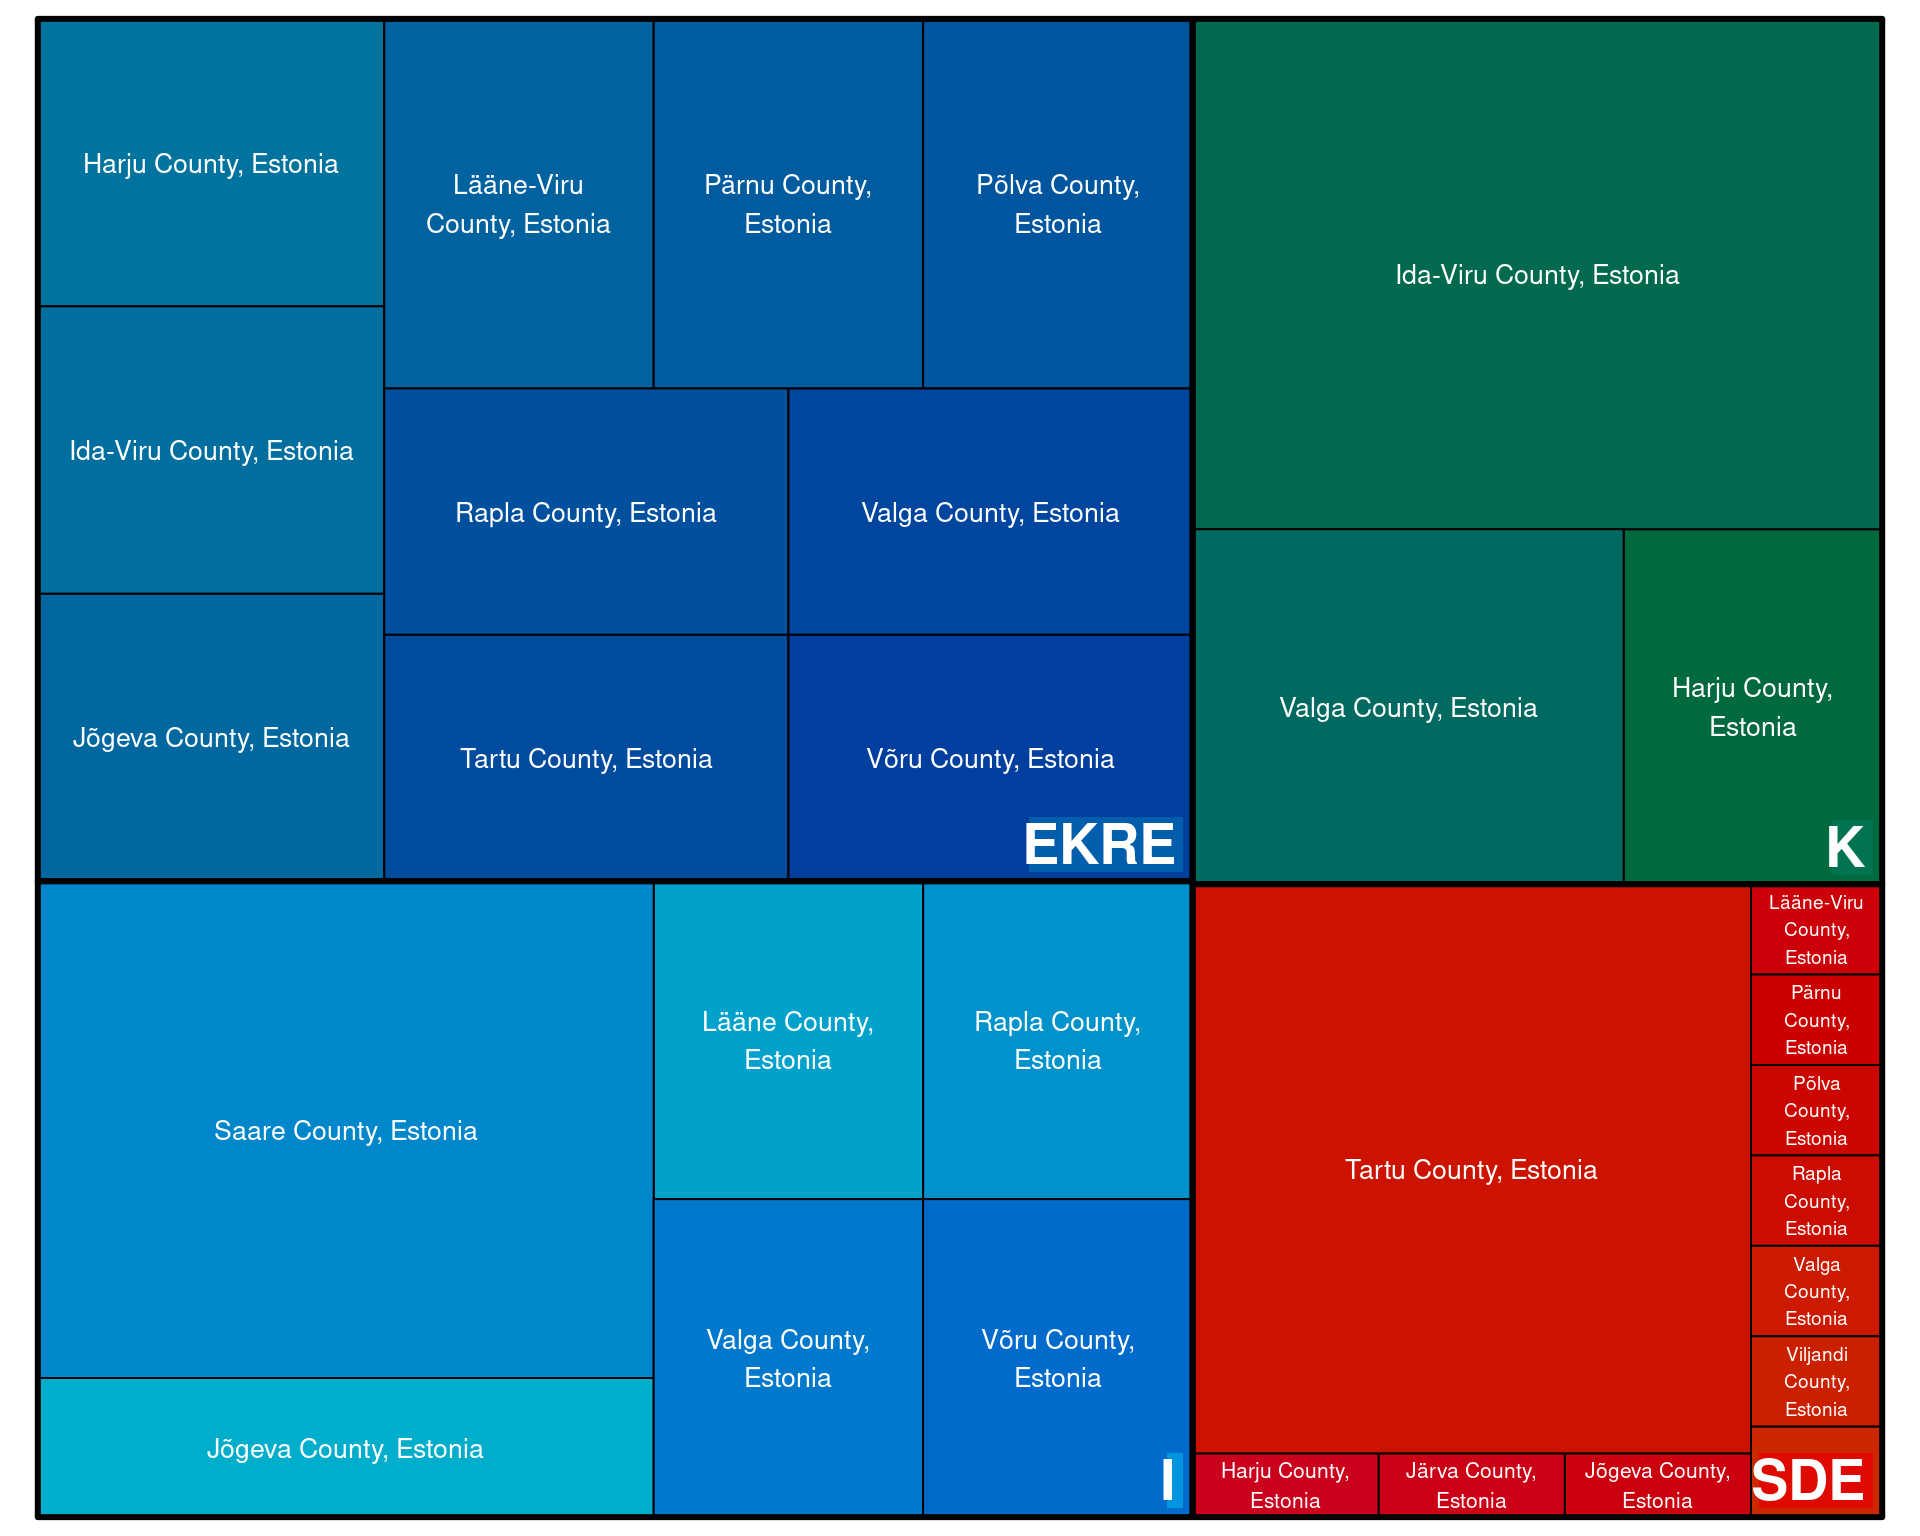 Harju County, Estonia
Ida-Viru County, Estonia
Jõgeva County, Estonia
Lääne-Viru
County, Estonia
Pärnu County,
Estonia
Põlva County,
Estonia
Rapla County, Estonia
Valga County, Estonia
Tartu County, Estonia
Võru County, Estonia
EKRE
Ida-Viru County, Estonia
Valga County, Estonia
Harju County,
Estonia
K
Saare County, Estonia
Jõgeva County, Estonia
Lääne County,
Estonia
Rapla County,
Estonia
Valga County,
Estonia
Võru County,
Estonia
I
Tartu County, Estonia
Lääne-Viru
County,
Estonia
Pärnu
County,
Estonia
Põlva
County,
Estonia
Rapla
County,
Estonia
Valga
County,
Estonia
Viljandi
County,
Estonia
Harju County,
Estonia
Järva County,
Estonia
Jõgeva County,
Estonia
SDE